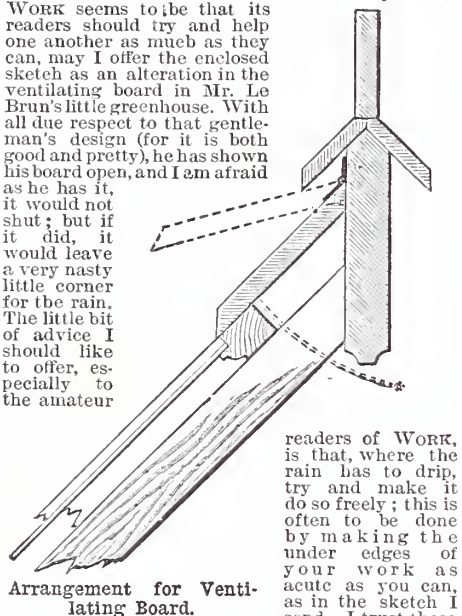 WORK seems to be that its
readers should try and help
one another as mueb as they
can, may I offer the enclosed
sketch as an alteration in the
ventilating board in Mr. Le
Brun's little greenhouse. With
all due respect to that gentle-
man's design (for it is both
good and pretty), he has shown
his board open, and I am afraid
as he has it,
it would not
shut; but if
it did, it
would leave
a very nasty
little corner
for tbe rain.
The little bit
of advice I
should like
to offer, es-
pecially to
the amateur
readers of WORK,
is that, where the
rain has to drip,
try and make it
do so freely; this is
often to be done
by making the
under edges of
your work as
acute as you can,
as in the sketch I
Arrangement for Venti-
lating Board.